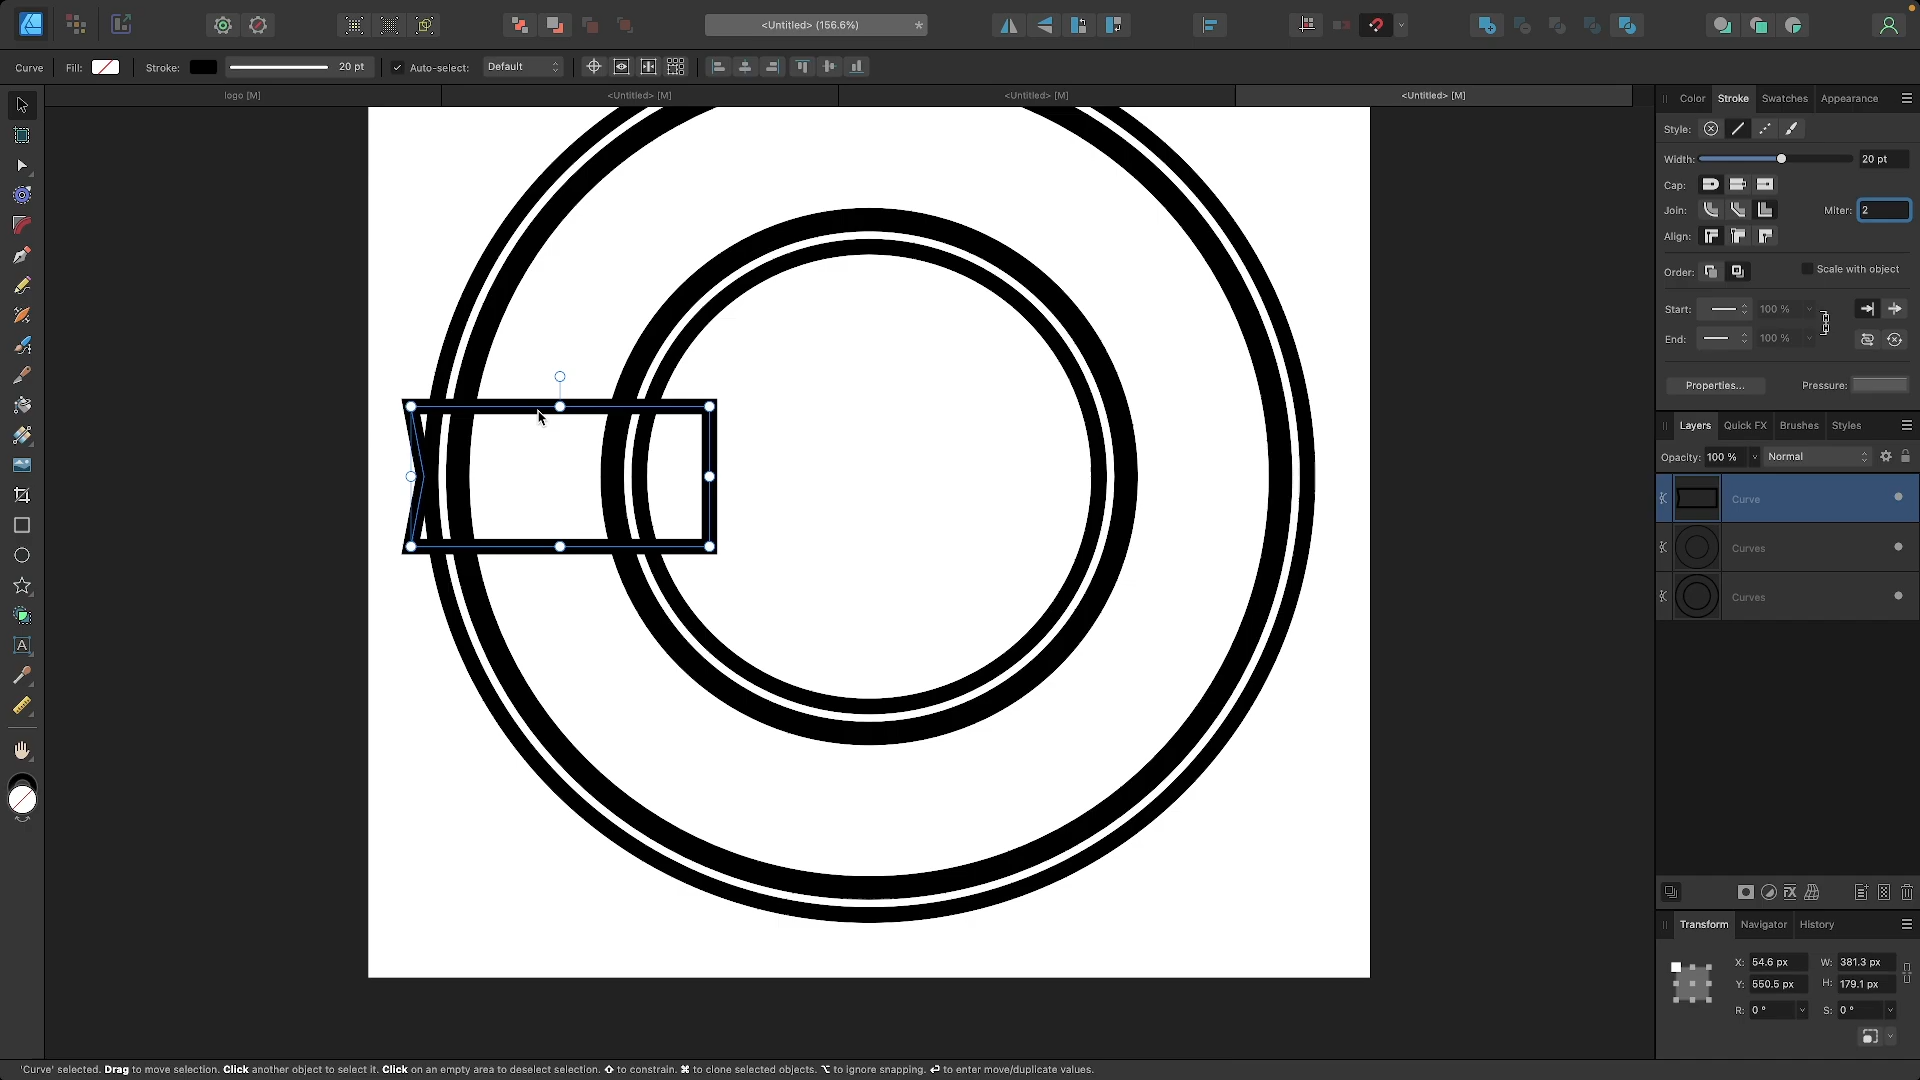 <Untitled> (156.6%)
*
Curve
Fill:
Stroke:
20 pt
Auto-select:
Default
logo [M]
<Untitled> [M]
<Untitled> [M]
<Untitled> [M]
Color
Stroke
Swatches
Appearance
Style:
Width:
20 pt
Cap:
Join:
Miter:
2
Align:
Order:
Scale with object
Start:
100 %
End:
100 %
Properties...
Pressure:
Layers
Quick FX
Brushes
Styles
Opacity:
100 %
Normal
Curve
Curves
Curves
FX
A
Transform
Navigator
History
X: 54.6 px
W: 381.3 px
Y: 550.5 px
H: 179.1 px
R: 0 °
S: 0 °
'Curve' selected. Drag to move selection. Click another object to select it. Click on an empty area to deselect selection. ⇧ to constrain. ⌘ to clone selected objects. ⌥ to ignore snapping. ↵ to enter move/duplicate values.